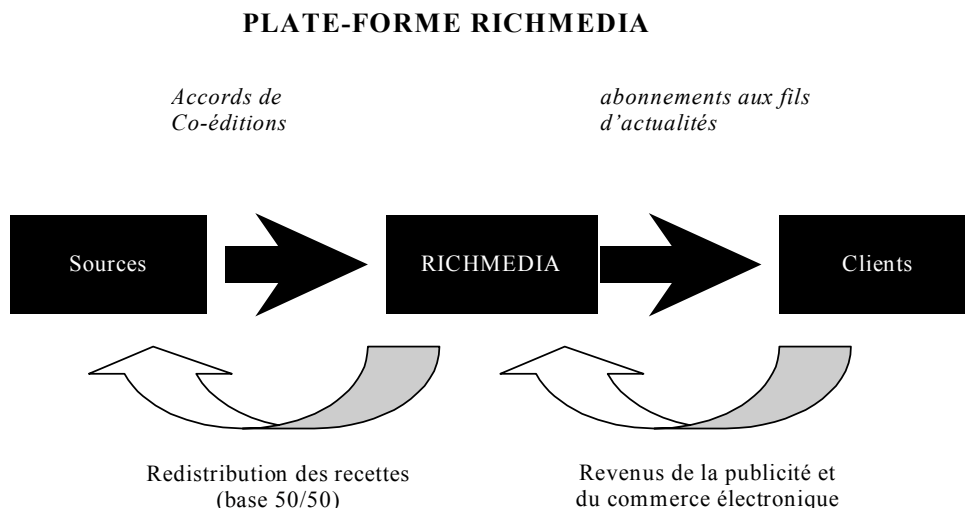 PLATE-FORME RICHMEDIA
Accords de
Co-éditions
abonnements aux fils
d'actualités
Sources
RICHMEDIA
Clients
Redistribution des recettes
(base 50/50)
Revenus de la publicité et
du commerce électronique